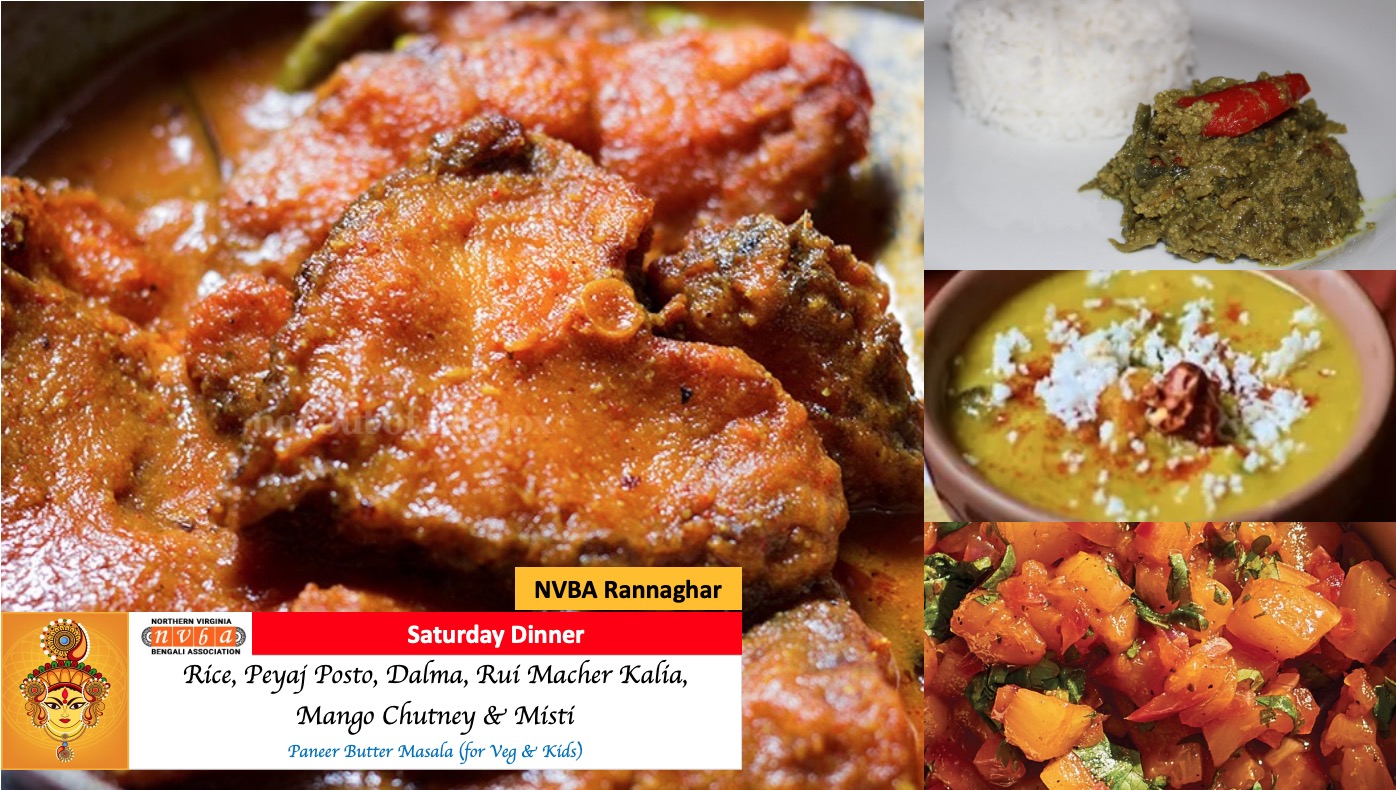 NVBA Rannaghar
NORTHERN VIRGINIA
nvba
BENGALI ASSOCIATION
Saturday Dinner
Rice, Peyaj Posto, Dalma, Rui Macher Kalia,
Mango Chutney & Misti
Paneer Butter Masala (for Veg & Kids)